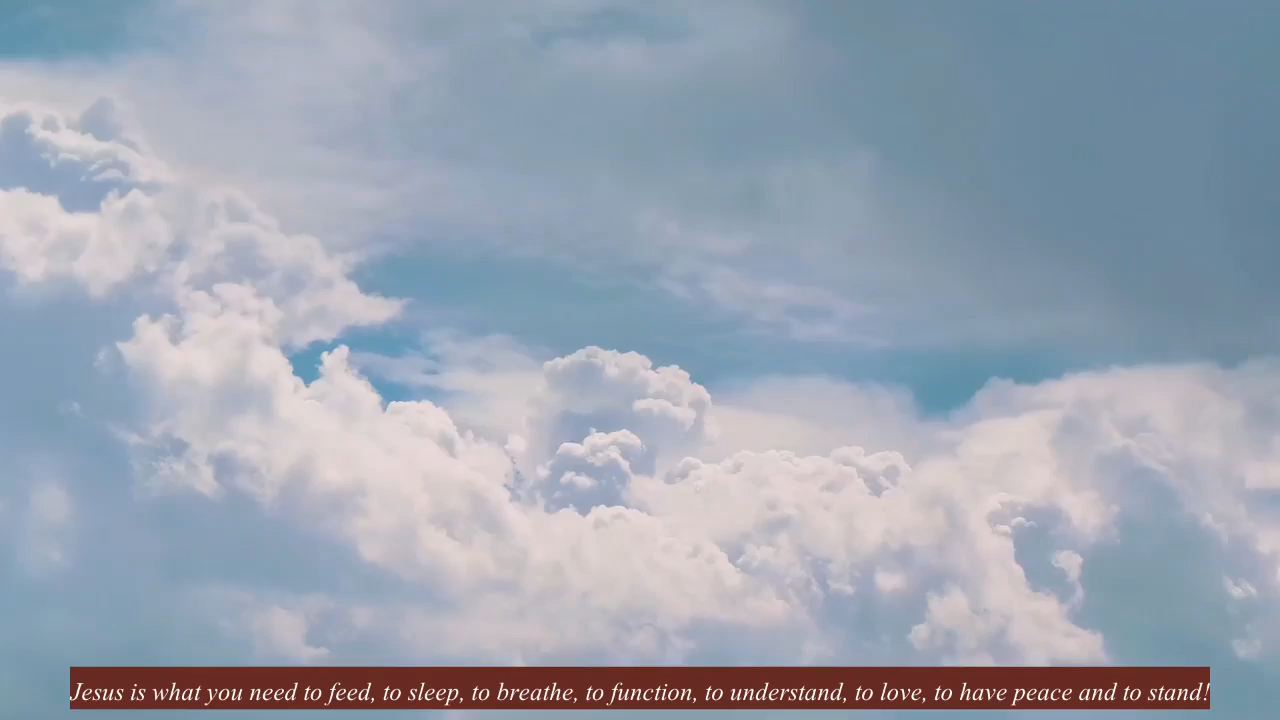 Jesus is what you need to feed, to sleep, to breathe, to function, to understand, to love, to have peace and to stand!